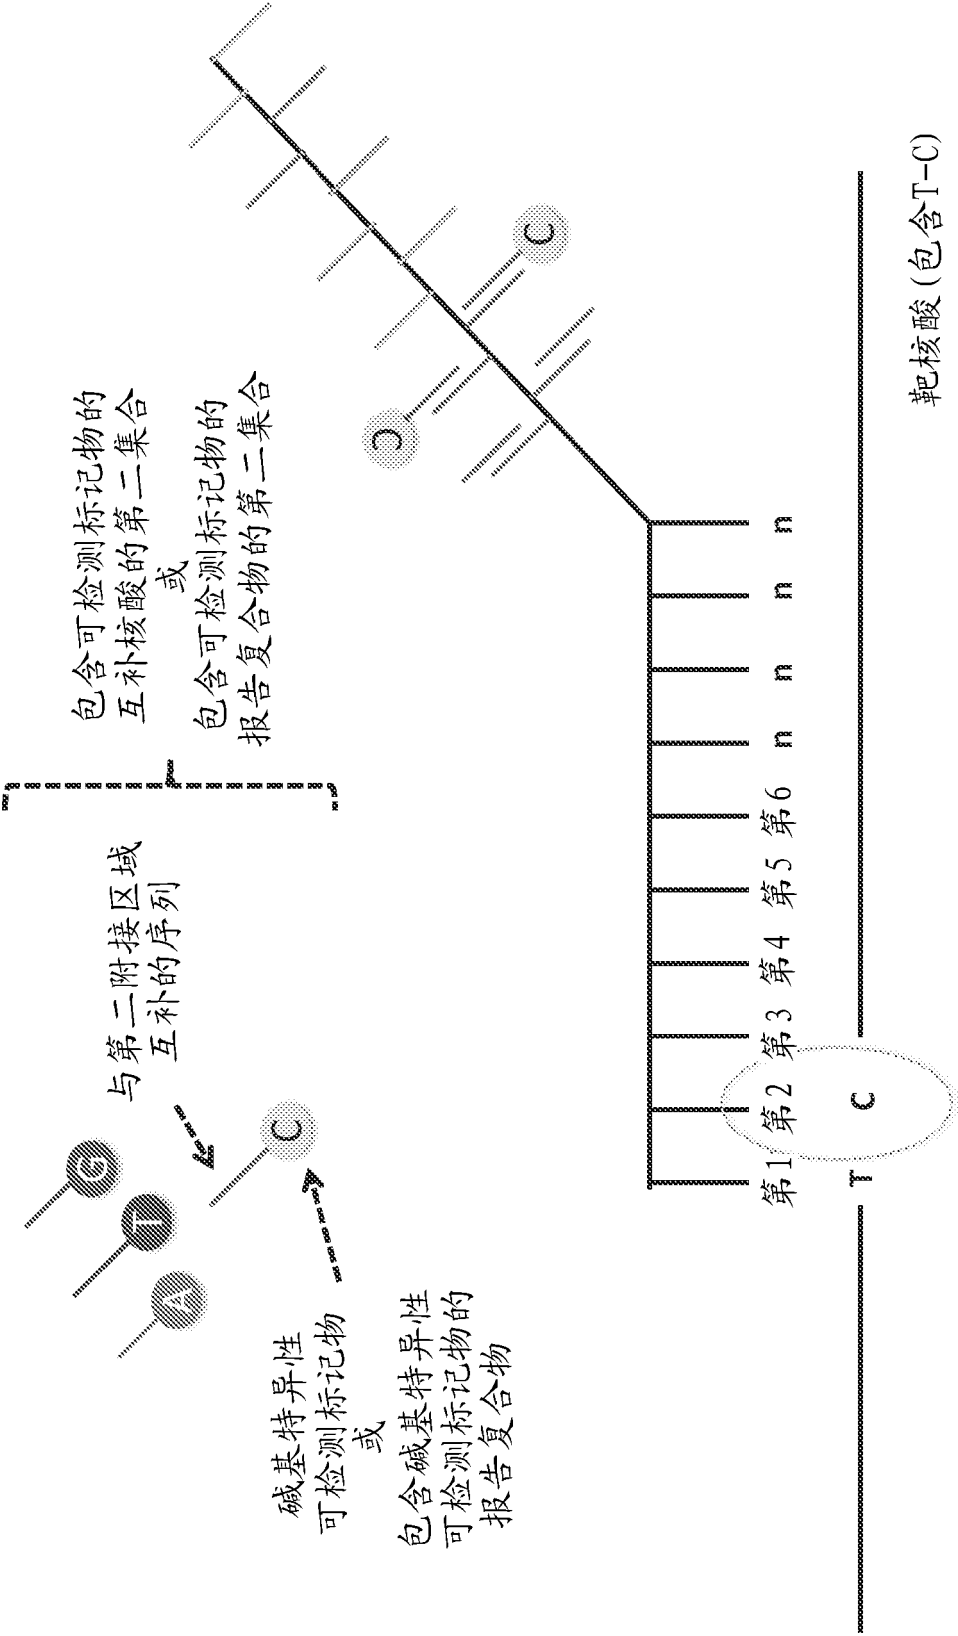 包含可检测标记物的
互补核酸的第二集合
或
包含可检测标记物的
报告复合物的第二集合
与第二附接区域
互补的序列
G
T
A
C
碱基特异性
可检测标记物
或
包含碱基特异性
可检测标记物的
报告复合物
C
C
第1 第2 第3 第4 第5 第6 n n n n
T C
靶核酸(包含T-C)